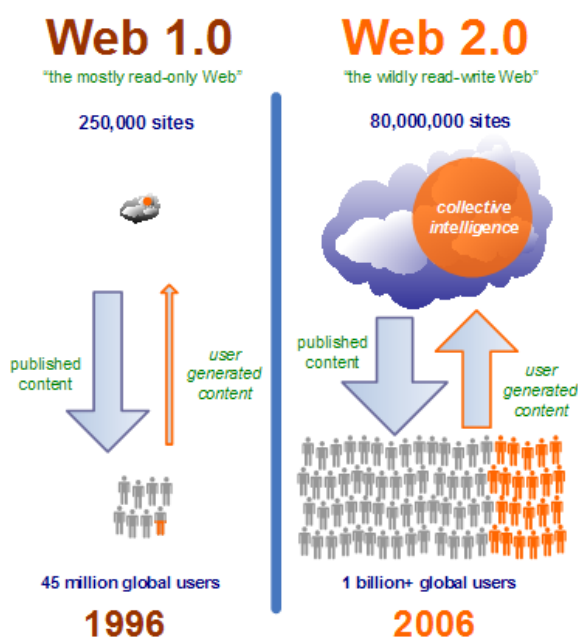 Web 1.0
"the mostly read-only Web"
250,000 sites
published
content
user
generated
content
45 million global users
1996
Web 2.0
"the wildly read-write Web"
80,000,000 sites
collective
intelligence
published
content
user
generated
content
1 billion+ global users
2006